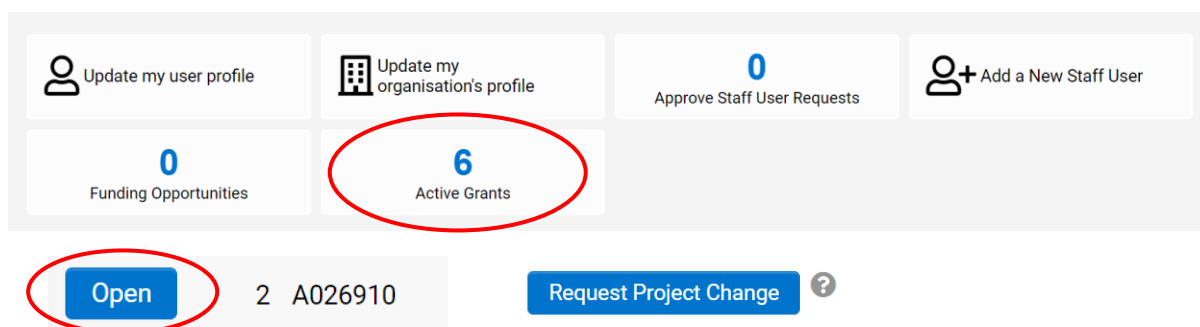 Update my user profile
Update my
organisation's profile
0
Approve Staff User Requests
Add a New Staff User
0
Funding Opportunities
6
Active Grants
Open
2 A026910
Request Project Change
?